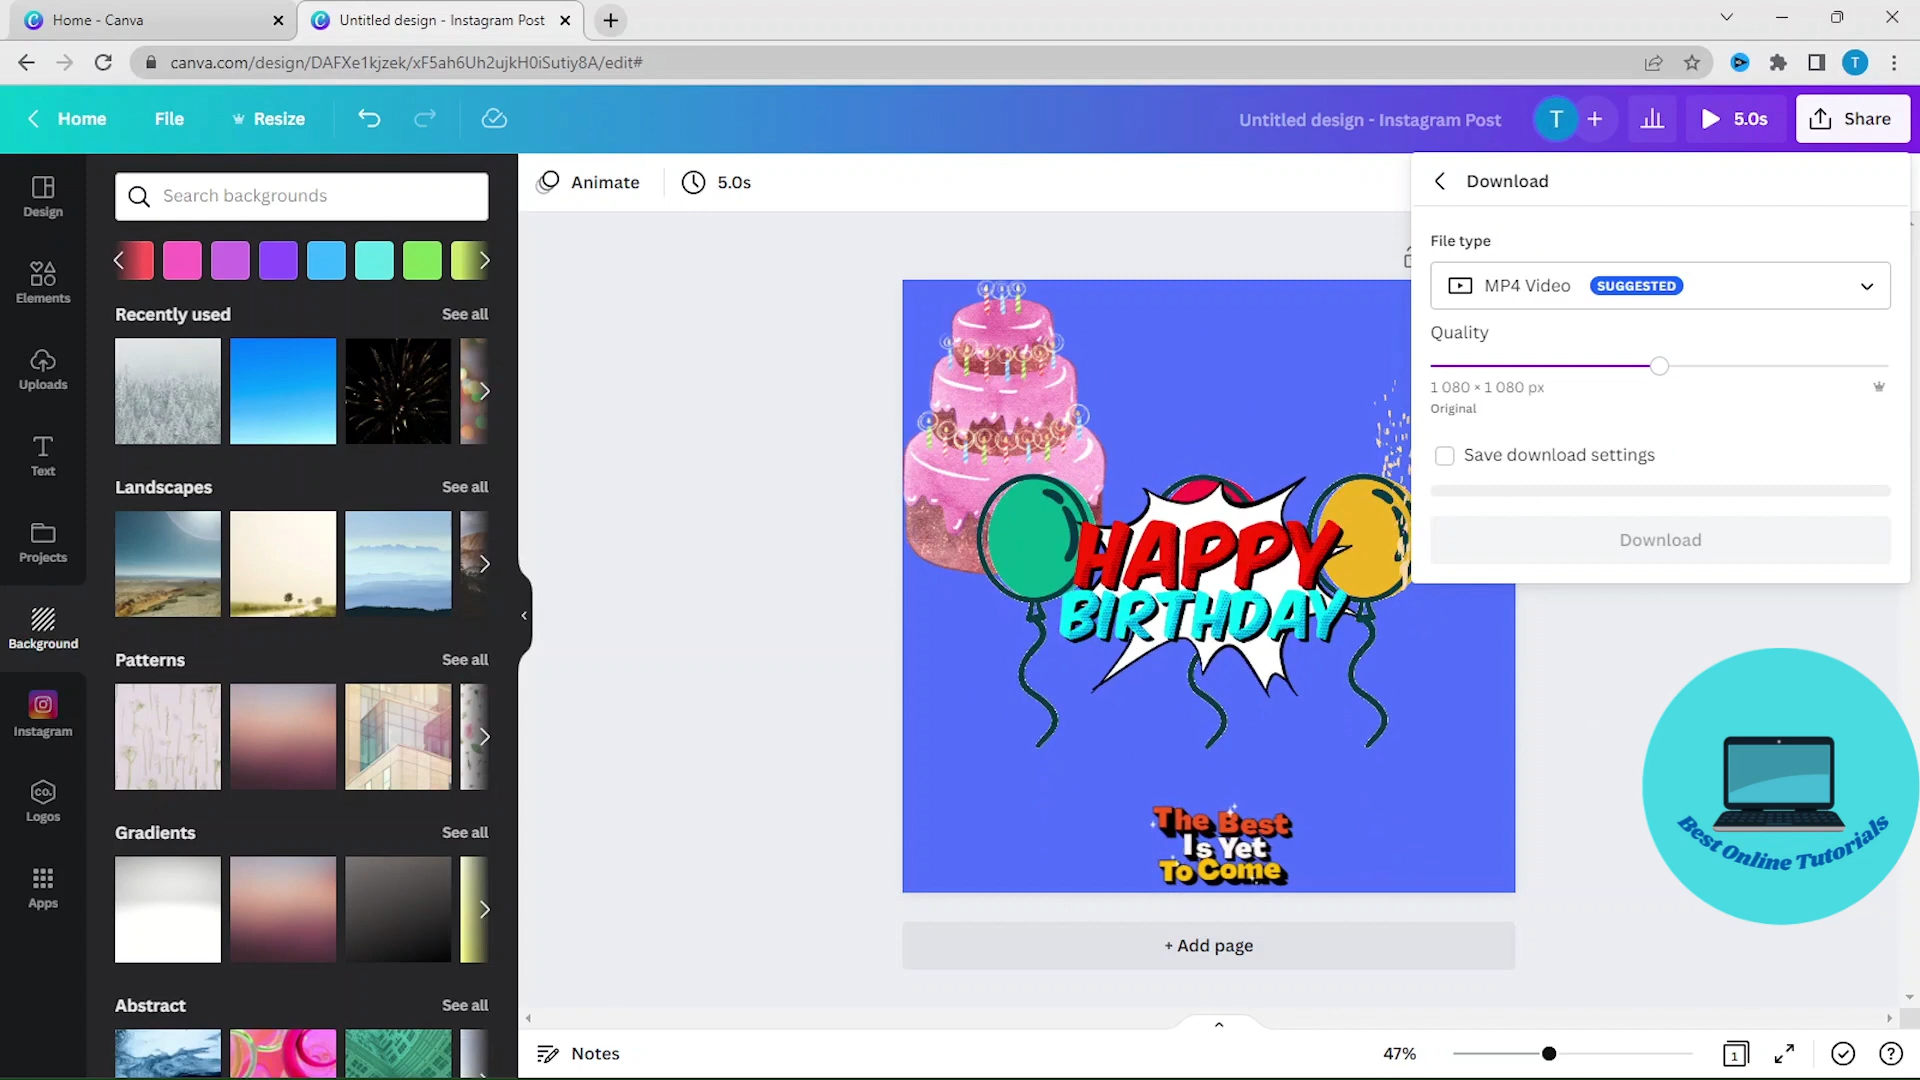 Home - Canva
Untitled design - Instagram Post
canva.com/design/DAFXe1kjzek/xF5ah6Uh2ujkH0iSutiy8A/edit#
T
Home
File
Resize
Untitled design - Instagram Post
T
5.0s
Share
Design
Elements
Uploads
Text
Projects
Background
Instagram
CO.
Logos
Apps
Search backgrounds
Recently used
See all
Landscapes
See all
Patterns
See all
Gradients
See all
Abstract
See all
Animate
5.0s
HAPPY
BIRTHDAY
The Best
Is Yet
To Come
+ Add page
Download
File type
MP4 Video
SUGGESTED
Quality
1 080 × 1 080 px
Original
Save download settings
Download
Best Online Tutorials
Notes
47%
1